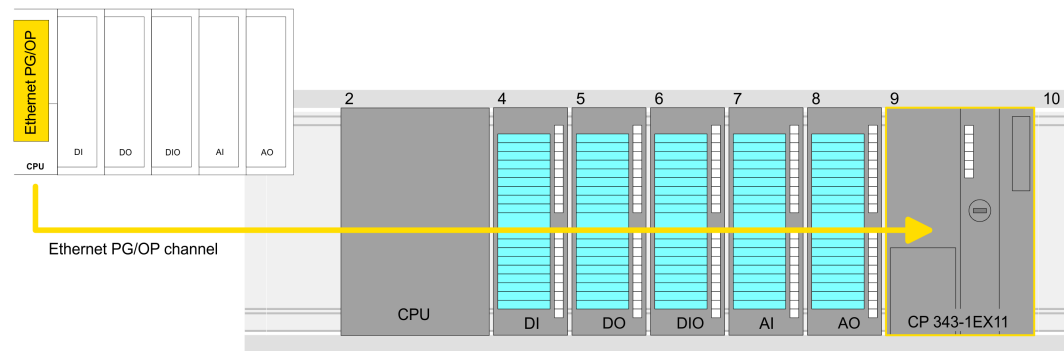 Ethernet PG/OP
CPU
DI
DO
DIO
AI
AO
Ethernet PG/OP channel
2
4
5
6
7
8
9
10
CPU
DI
DO
DIO
AI
AO
CP 343-1EX11